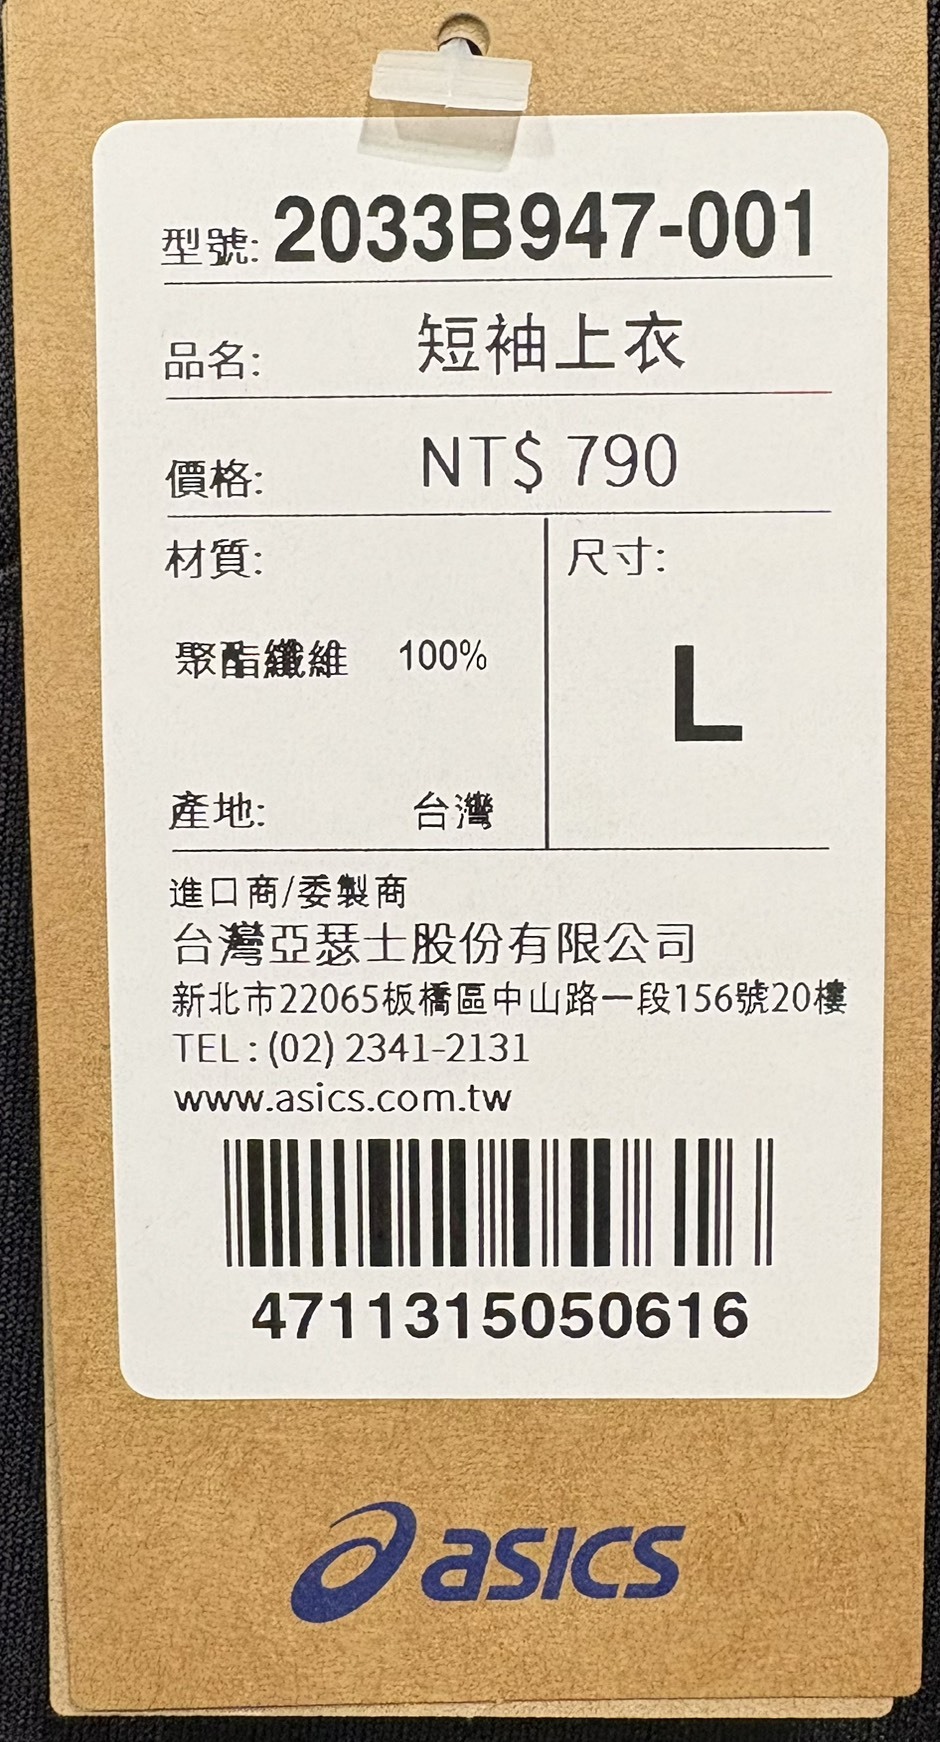 型號: 2033B947-001
品名: 短袖上衣
價格: NT$ 790
材質:
聚酯纖維 100%
產地: 台灣
尺寸:
L
進口商/委製商
台灣亞瑟士股份有限公司
新北市22065板橋區中山路一段156號20樓
TEL : (02) 2341-2131
www.asics.com.tw
4711315050616
asics